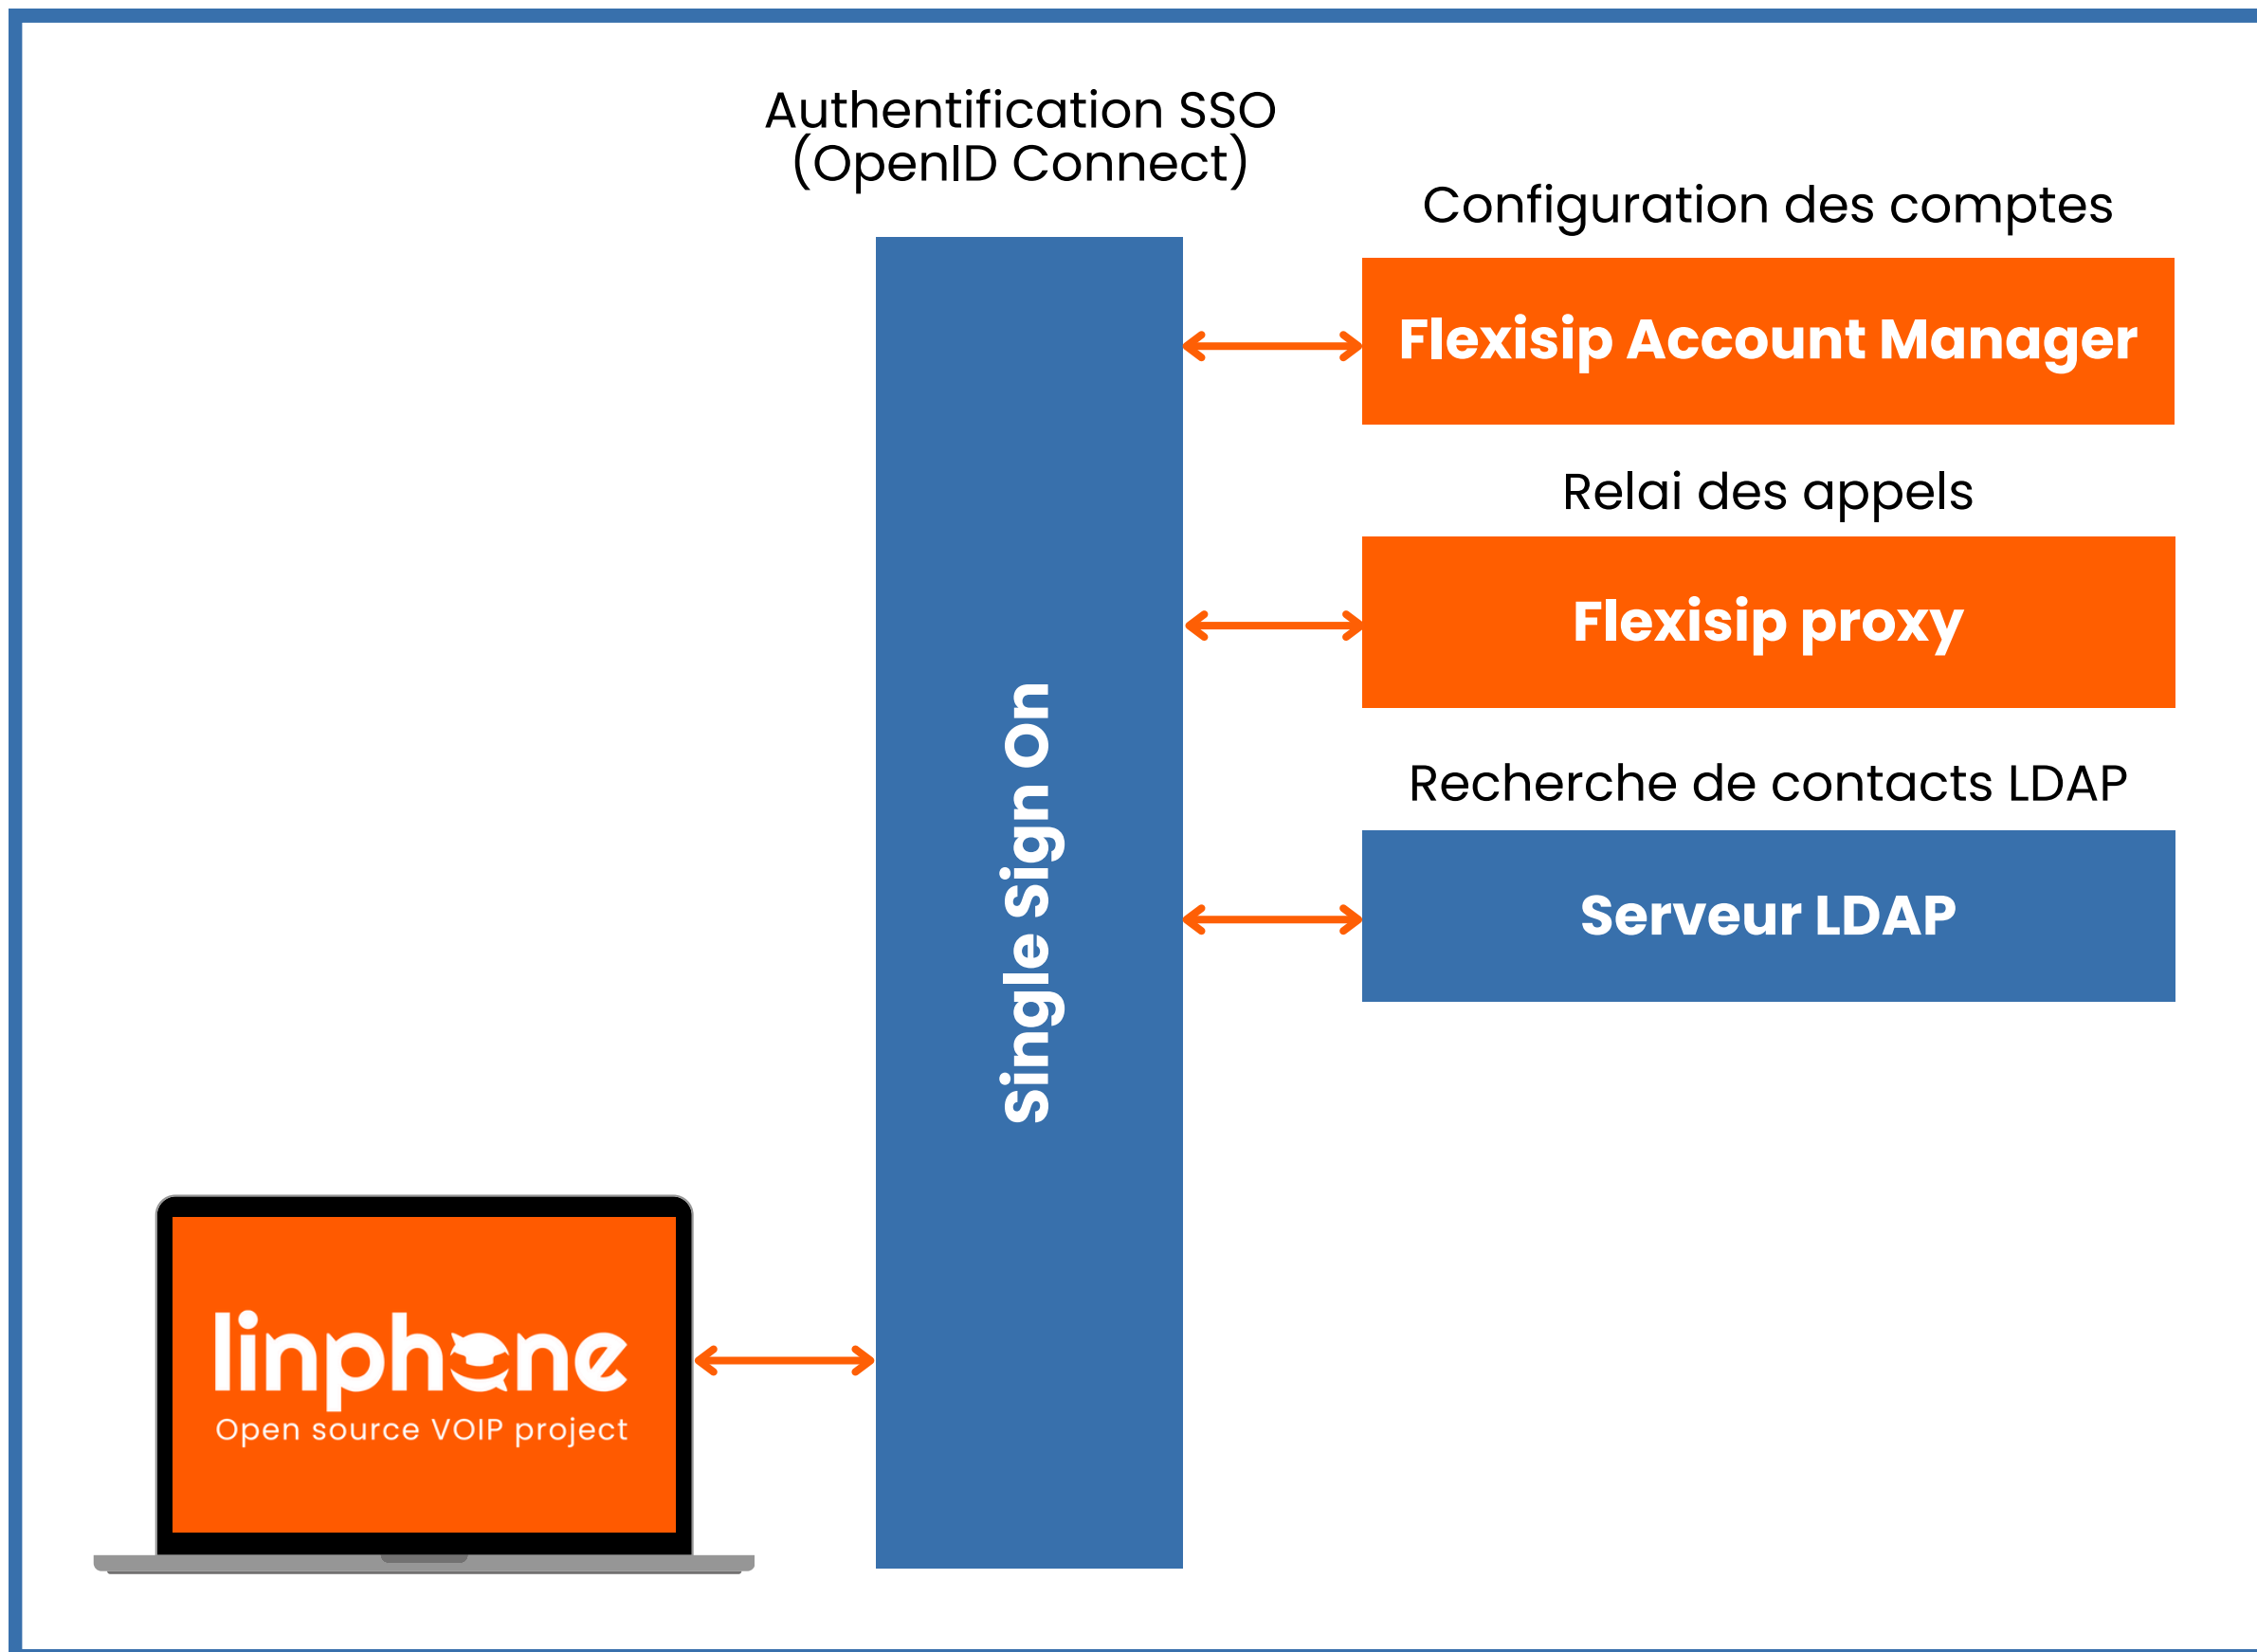 Authentification SSO
(OpenID Connect)
Configuration des comptes
Flexisip Account Manager
Relai des appels
Flexisip proxy
Recherche de contacts LDAP
Serveur LDAP
Single sign On
linphone
Open source VOIP project